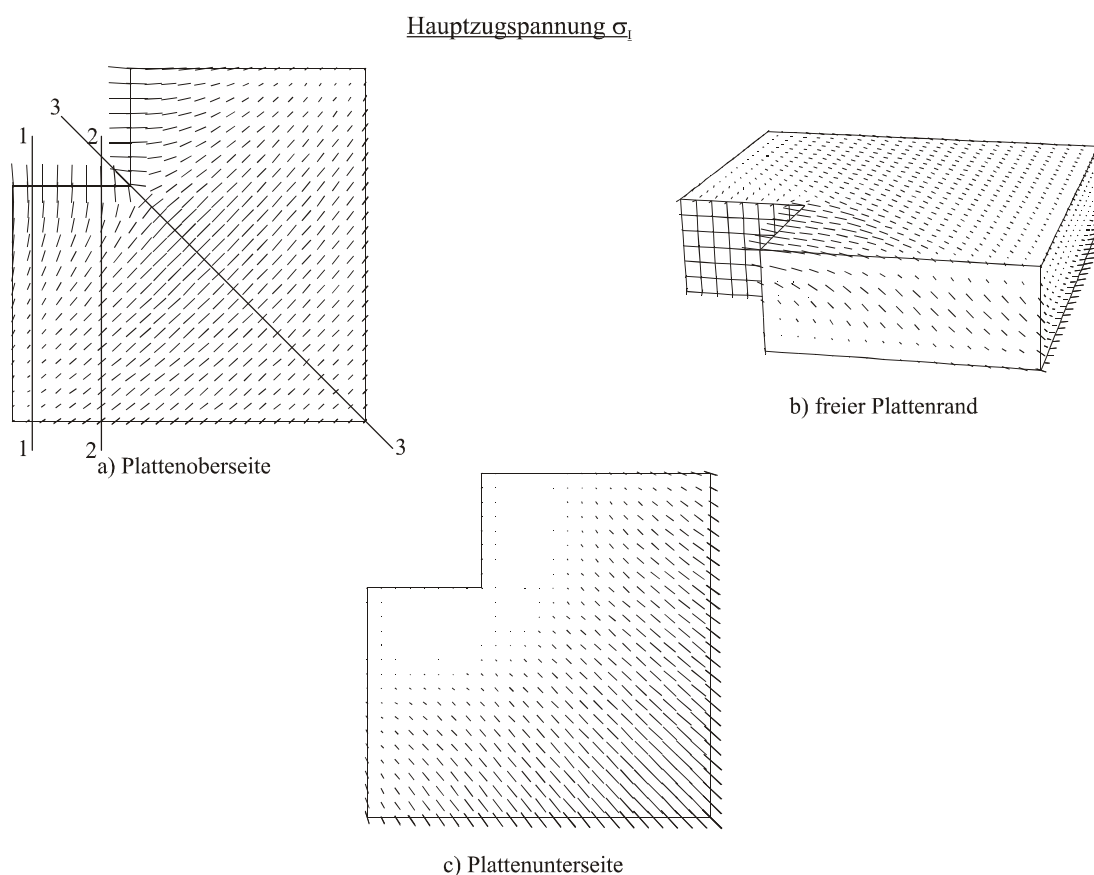 Hauptzugspannung σI
3
1
2
1
2
3
a) Plattenoberseite
b) freier Plattenrand
c) Plattenunterseite